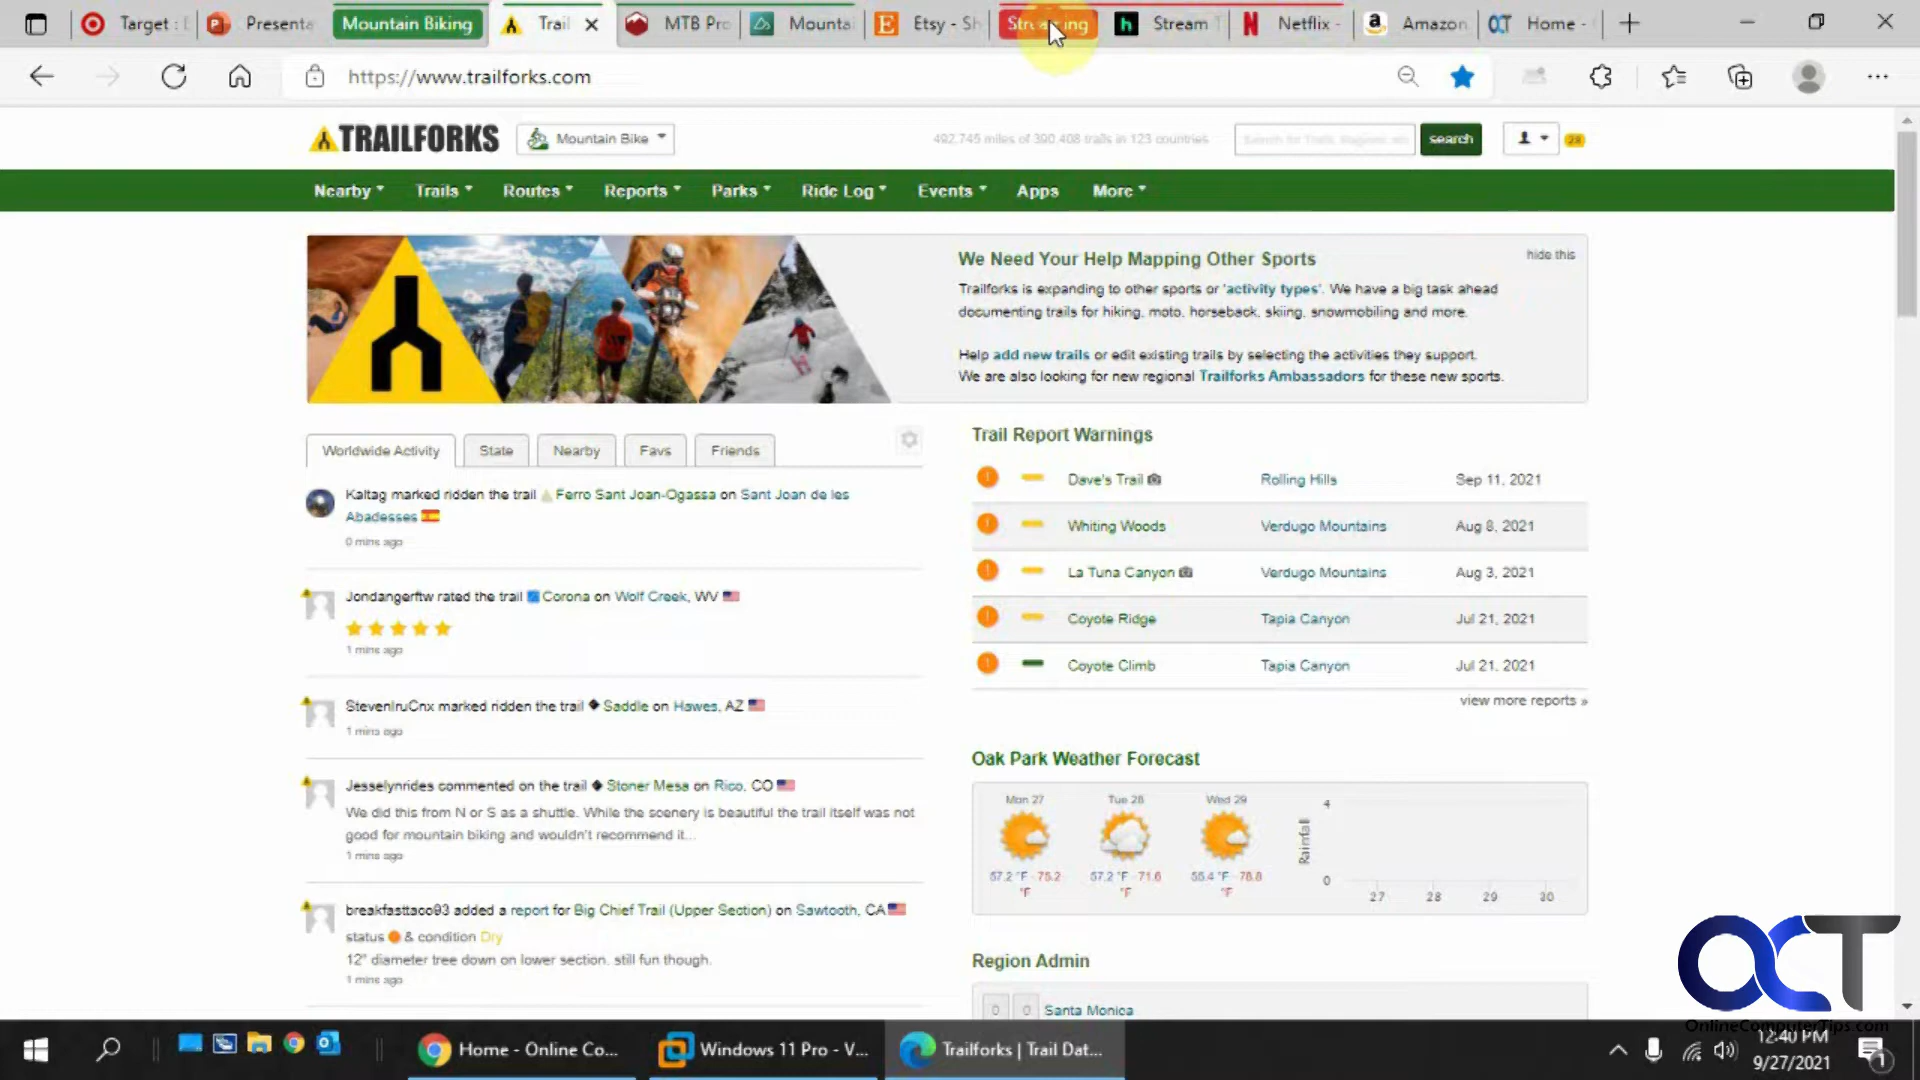 Target : E
Presenta
Mountain Biking
Trail
MTB Pro
Mounta
Etsy - Sh
Streaming
Stream T
Netflix -
Amazon
Home -
https://www.trailforks.com
TRAILFORKS
Mountain Bike
492,745 miles of 390,408 trails in 123 countries
search
28
Nearby Trails Routes Reports Parks Ride Log Events Apps More
We Need Your Help Mapping Other Sports
hide this
Trailforks is expanding to other sports or 'activity types'. We have a big task ahead
documenting trails for hiking, moto, horseback, skiing, snowmobiling and more.
Help add new trails or edit existing trails by selecting the activities they support.
We are also looking for new regional Trailforks Ambassadors for these new sports.
Worldwide Activity State Nearby Favs Friends
Kaltag marked ridden the trail Ferro Sant Joan-Ogassa on Sant Joan de les
Abadesses
0 mins ago
Jondangerftw rated the trail Corona on Wolf Creek, WV
1 mins ago
StevenIruCnx marked ridden the trail Saddle on Hawes, AZ
1 mins ago
Jesselynrides commented on the trail Stoner Mesa on Rico, CO
We did this from N or S as a shuttle. While the scenery is beautiful the trail itself was not
good for mountain biking and wouldn't recommend it...
1 mins ago
breakfasttaco93 added a report for Big Chief Trail (Upper Section) on Sawtooth, CA
status & condition Dry
12" diameter tree down on lower section. still fun though.
1 mins ago
Trail Report Warnings
Dave's Trail Rolling Hills Sep 11, 2021
Whiting Woods Verdugo Mountains Aug 8, 2021
La Tuna Canyon Verdugo Mountains Aug 3, 2021
Coyote Ridge Tapia Canyon Jul 21, 2021
Coyote Climb Tapia Canyon Jul 21, 2021
view more reports »
Oak Park Weather Forecast
Mon 27 Tue 28 Wed 29
57.2 °F - 75.2 °F
57.2 °F - 71.6 °F
55.4 °F - 78.8 °F
Rainfall
4
0
27 28 29 30
Region Admin
0 0 Santa Monica
OCT
OnlineComputerTips.com
Home - Online Co...
Windows 11 Pro - V...
Trailforks | Trail Dat...
12:40 PM
9/27/2021
1